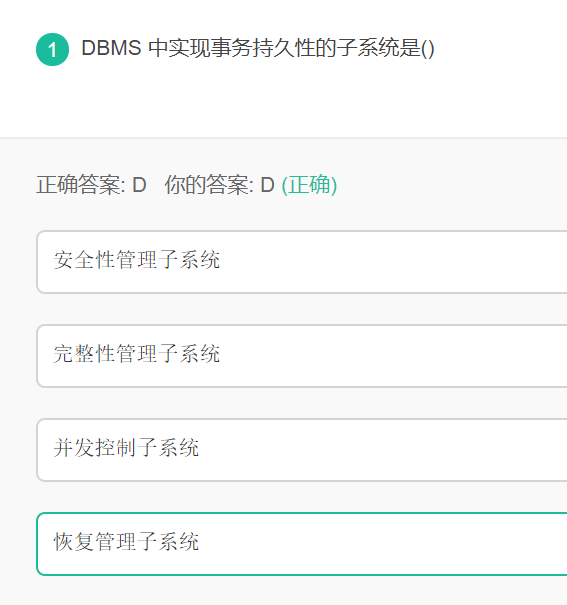 1 DBMS 中实现事务持久性的子系统是()
正确答案: D 你的答案: D (正确)
安全性管理子系统
完整性管理子系统
并发控制子系统
恢复管理子系统